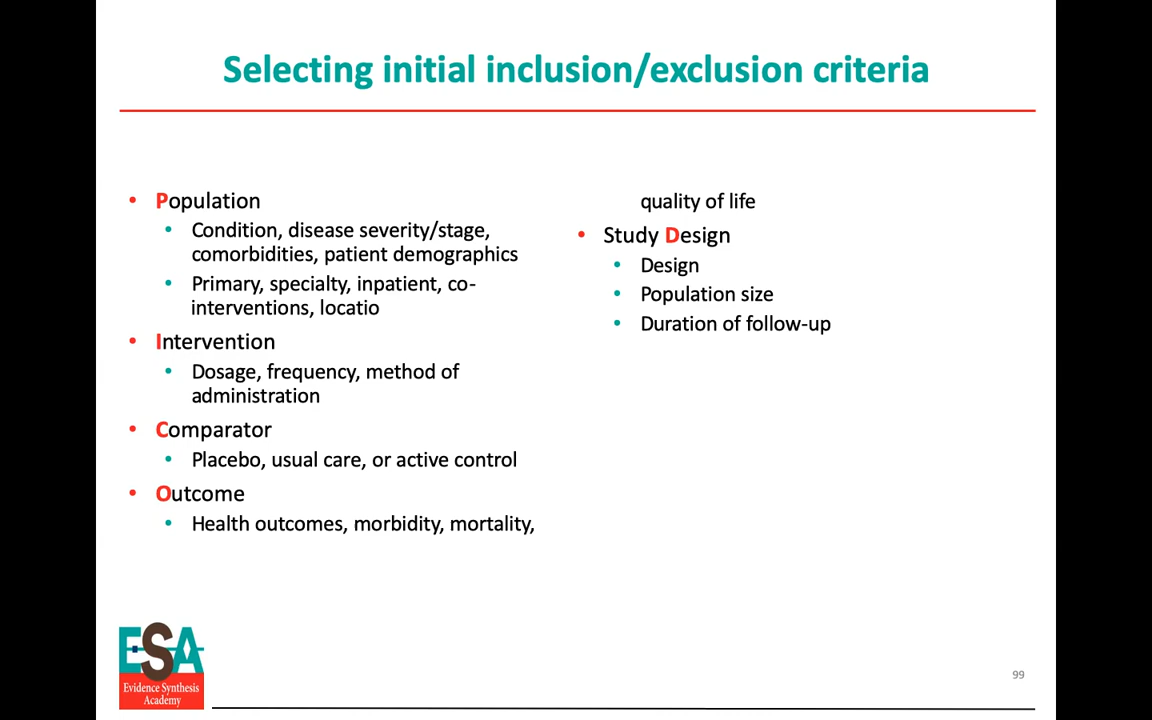 Selecting initial inclusion/exclusion criteria
• Population
• Condition, disease severity/stage,
comorbidities, patient demographics
• Primary, specialty, inpatient, co-
interventions, locatio
• Intervention
• Dosage, frequency, method of
administration
• Comparator
• Placebo, usual care, or active control
• Outcome
• Health outcomes, morbidity, mortality,
quality of life
• Study Design
• Design
• Population size
• Duration of follow-up
ESA
Evidence Synthesis
Academy
99